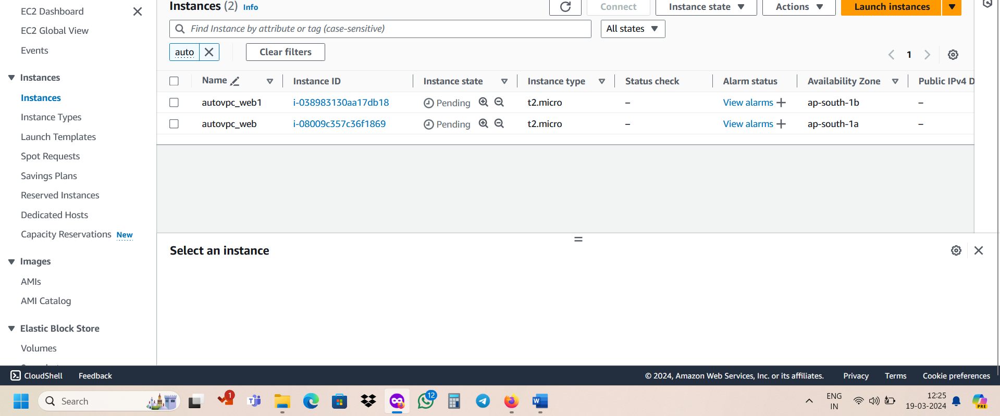 EC2 Dashboard
EC2 Global View
Events
Instances
Instances
Instance Types
Launch Templates
Spot Requests
Savings Plans
Reserved Instances
Dedicated Hosts
Capacity Reservations New
Images
AMIs
AMI Catalog
Elastic Block Store
Volumes
Instances (2) Info
Connect
Instance state
Actions
Launch instances
Find Instance by attribute or tag (case-sensitive)
All states
auto
Clear filters
1
Name Instance ID Instance state Instance type Status check Alarm status Availability Zone Public IPv4 D
autovpc_web1 i-038983130aa17db18 Pending t2.micro – View alarms + ap-south-1b –
autovpc_web i-08009c357c36f1869 Pending t2.micro – View alarms + ap-south-1a –
Select an instance
CloudShell Feedback © 2024, Amazon Web Services, Inc. or its affiliates. Privacy Terms Cookie preferences
Search
1
12
ENG
IN
12:25
19-03-2024
PRE